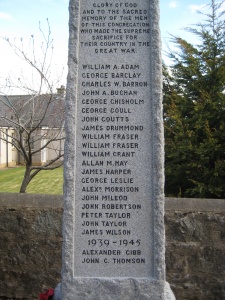 GLORY OF GOD
AND TO THE SACRED
MEMORY OF THE MEN
OF THIS CONGREGATION
WHO MADE THE SUPREME
SACRIFICE FOR
THEIR COUNTRY IN THE
GREAT WAR
WILLIAM A. ADAM
GEORGE BARCLAY
CHARLES W. BARRON
JOHN A. BUCHAN
GEORGE CHISHOLM
GEORGE COULL
JOHN COUTTS
JAMES DRUMMOND
WILLIAM FRASER
WILLIAM FRASER
WILLIAM GRANT
ALLAN M. HAY
JAMES HARPER
GEORGE LESLIE
ALEXR. MORRISON
JOHN MCLEOD
JOHN ROBERTSON
PETER TAYLOR
JOHN TAYLOR
JAMES WILSON
1939-1945
ALEXANDER GIBB
JOHN C. THOMSON